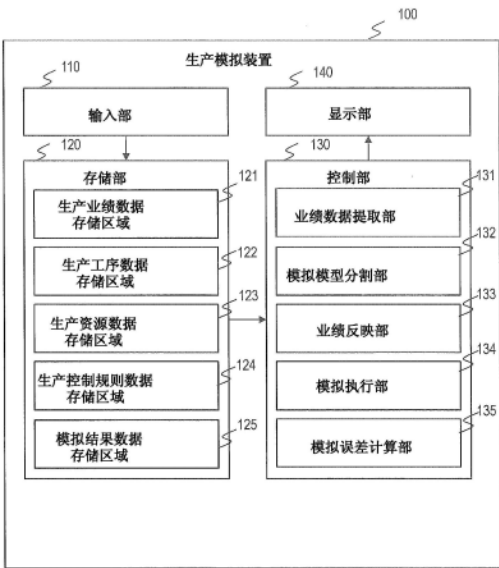 100
生产模拟装置
110
输入部
140
显示部
120
存储部
121
生产业绩数据
存储区域
122
生产工序数据
存储区域
123
生产资源数据
存储区域
124
生产控制规则数据
存储区域
125
模拟结果数据
存储区域
130
控制部
131
业绩数据提取部
132
模拟模型分割部
133
业绩反映部
134
模拟执行部
135
模拟误差计算部